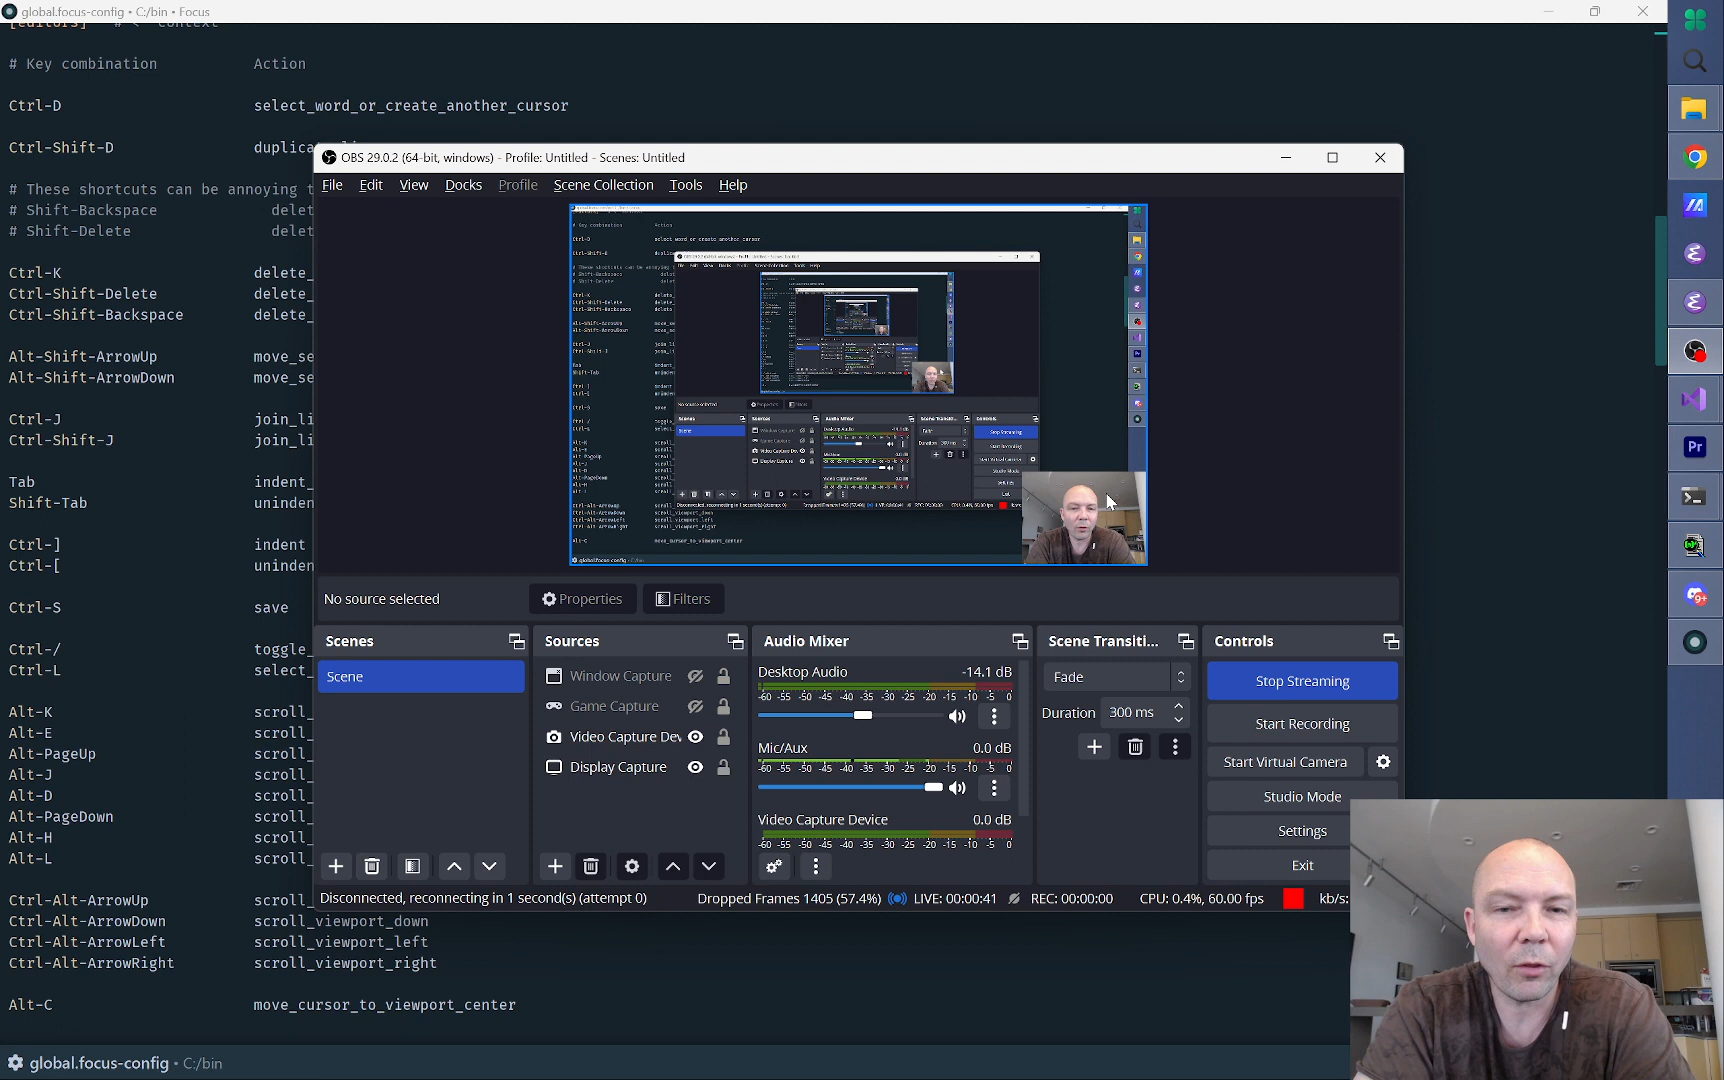 global.focus-config • C:/bin • Focus
[editors] # <- Context
# Key combination Action
Ctrl-D select_word_or_create_another_cursor
Ctrl-Shift-D
# These shortcuts can be annoying
# Shift-Backspace
# Shift-Delete
Ctrl-K delete_
Ctrl-Shift-Delete delete_
Ctrl-Shift-Backspace delete_
Alt-Shift-ArrowUp move_se
Alt-Shift-ArrowDown move_se
Ctrl-J join_li
Ctrl-Shift-J join_li
Tab indent_
Shift-Tab uninden
Ctrl-] indent
Ctrl-[ uninden
Ctrl-S save
Ctrl-/ toggle_
Ctrl-L select_
Alt-K scroll_
Alt-E scroll_
Alt-PageUp scroll_
Alt-J scroll_
Alt-D scroll_
Alt-PageDown scroll_
Alt-H scroll_
Alt-L scroll_
Ctrl-Alt-ArrowUp scroll_
Ctrl-Alt-ArrowDown scroll_viewport_down
Ctrl-Alt-ArrowLeft scroll_viewport_left
Ctrl-Alt-ArrowRight scroll_viewport_right
Alt-C move_cursor_to_viewport_center
global.focus-config • C:/bin
OBS 29.0.2 (64-bit, windows) - Profile: Untitled - Scenes: Untitled
File Edit View Docks Profile Scene Collection Tools Help
No source selected Properties Filters
Scenes
Scene
Sources
Window Capture
Game Capture
Video Capture Dev
Display Capture
Audio Mixer
Desktop Audio -14.1 dB
-60 -55 -50 -45 -40 -35 -30 -25 -20 -15 -10 -5 0
Mic/Aux 0.0 dB
-60 -55 -50 -45 -40 -35 -30 -25 -20 -15 -10 -5 0
Video Capture Device 0.0 dB
-60 -55 -50 -45 -40 -35 -30 -25 -20 -15 -10 -5 0
Scene Transiti...
Fade
Duration 300 ms
Controls
Stop Streaming
Start Recording
Start Virtual Camera
Studio Mode
Settings
Exit
Disconnected, reconnecting in 1 second(s) (attempt 0) Dropped Frames 1405 (57.4%) LIVE: 00:00:41 REC: 00:00:00 CPU: 0.4%, 60.00 fps kb/s:
Pr
9+